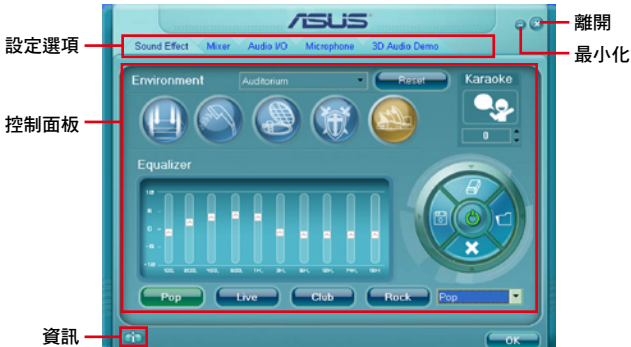 ASUS
離開
設定選項
Sound Effect Mixer Audio I/O Microphone 3D Audio Demo
最小化
Environment Auditorium Reset Karaoke
控制面板
0
Equalizer
Pop Live Club Rock Pop
資訊
OK